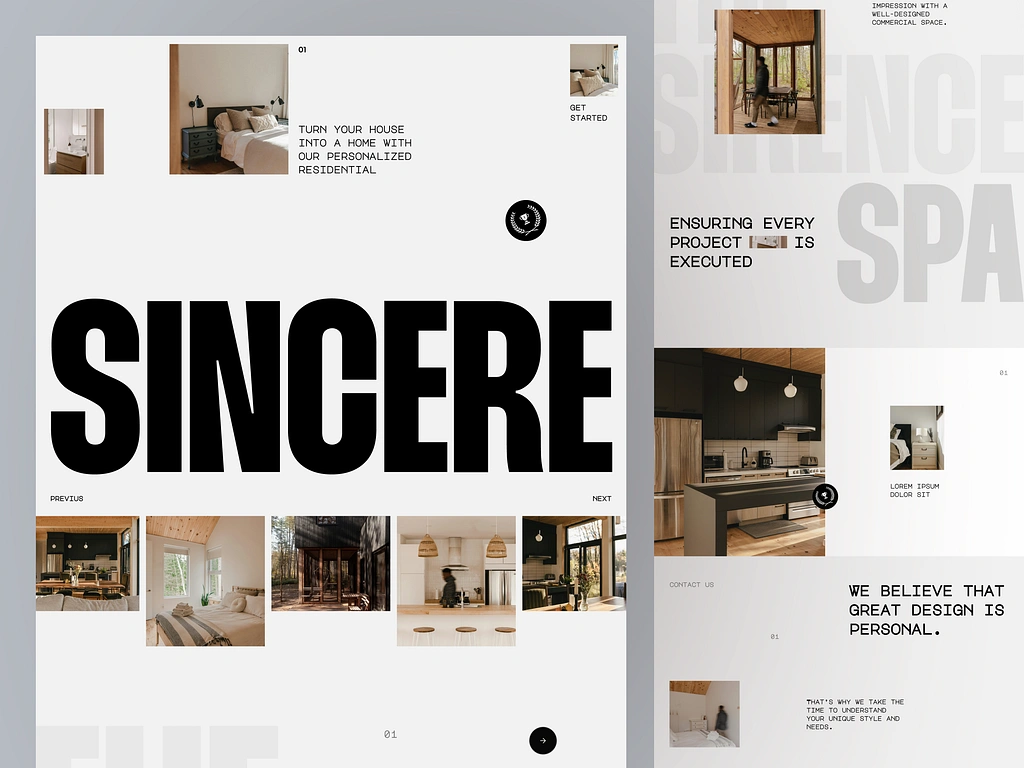 01
TURN YOUR HOUSE
INTO A HOME WITH
OUR PERSONALIZED
RESIDENTIAL
GET
STARTED
SINCERE
PREVIUS
NEXT
THE
01
IMPRESSION WITH A
WELL-DESIGNED
COMMERCIAL SPACE.
SIRENCE
SPA
ENSURING EVERY
PROJECT IS
EXECUTED
01
LOREM IPSUM
DOLOR SIT
CONTACT US
WE BELIEVE THAT
GREAT DESIGN IS
PERSONAL.
01
THAT'S WHY WE TAKE THE
TIME TO UNDERSTAND
YOUR UNIQUE STYLE AND
NEEDS.